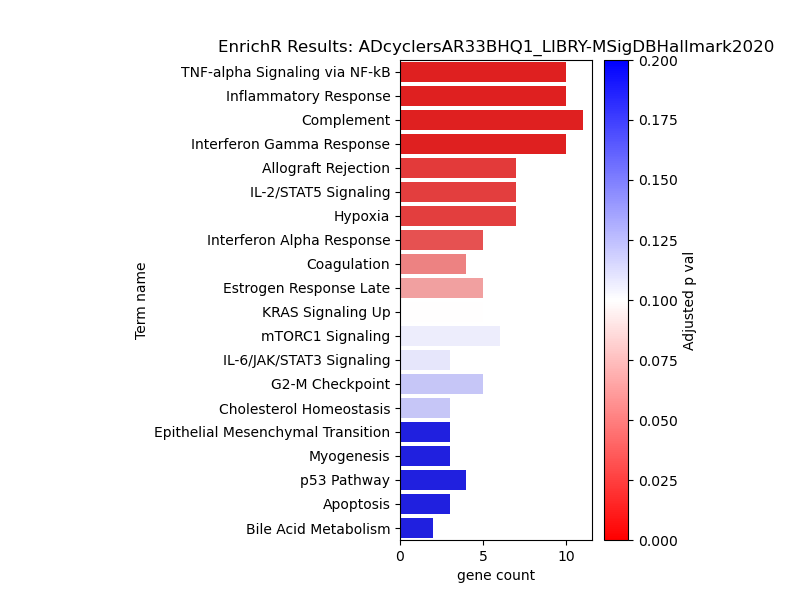 EnrichR Results: ADcyclersAR33BHQ1_LIBRY-MSigDBHallmark2020
TNF-alpha Signaling via NF-kB
Inflammatory Response
Complement
Interferon Gamma Response
Allograft Rejection
IL-2/STAT5 Signaling
Hypoxia
Interferon Alpha Response
Coagulation
Estrogen Response Late
KRAS Signaling Up
mTORC1 Signaling
IL-6/JAK/STAT3 Signaling
G2-M Checkpoint
Cholesterol Homeostasis
Epithelial Mesenchymal Transition
Myogenesis
p53 Pathway
Apoptosis
Bile Acid Metabolism
Term name
0 5 10
gene count
0.200
0.175
0.150
0.125
0.100
0.075
0.050
0.025
0.000
Adjusted p val